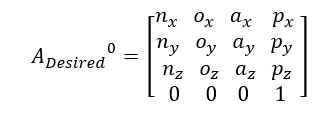 n_x o_x a_x p_x
n_y o_y a_y p_y
A_Desired^0 =
n_z o_z a_z p_z
0 0 0 1